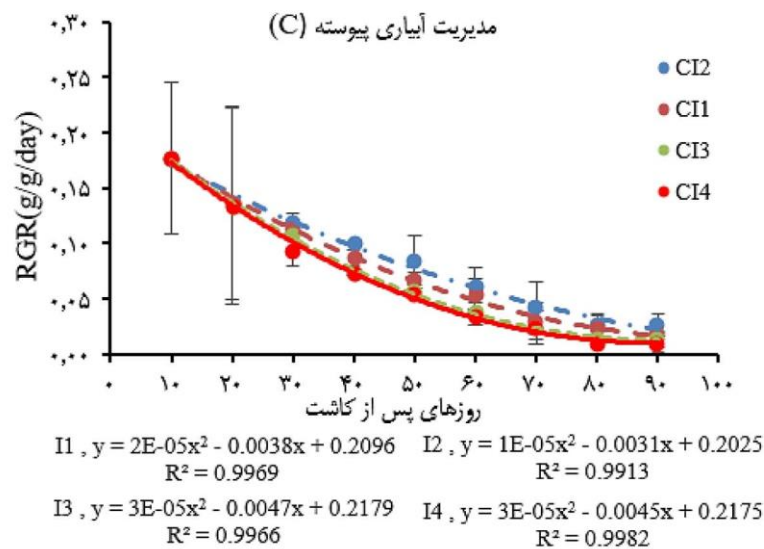 مدیریت آبیاری پیوسته (C)
۰,۳۰
۰,۲۵
۰,۲۰
۰,۱۵
۰,۱۰
۰,۰۵
۰,۰۰
RGR(g/g/day)
CI2
CI1
CI3
CI4
۰ ۱۰ ۲۰ ۳۰ ۴۰ ۵۰ ۶۰ ۷۰ ۸۰ ۹۰ ۱۰۰
روزهای پس از کاشت
I1 , y = 2E-05x² - 0.0038x + 0.2096 I2 , y = 1E-05x² - 0.0031x + 0.2025
R² = 0.9969 R² = 0.9913
I3 , y = 3E-05x² - 0.0047x + 0.2179 I4 , y = 3E-05x² - 0.0045x + 0.2175
R² = 0.9966 R² = 0.9982